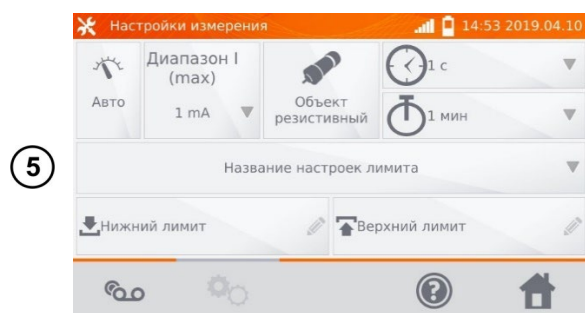 Настройки измерения
14:53 2019.04.10
Авто
Диапазон I
(max)
1 mA
Объект
резистивный
1 с
1 мин
5
Название настроек лимита
Нижний лимит
Верхний лимит
?